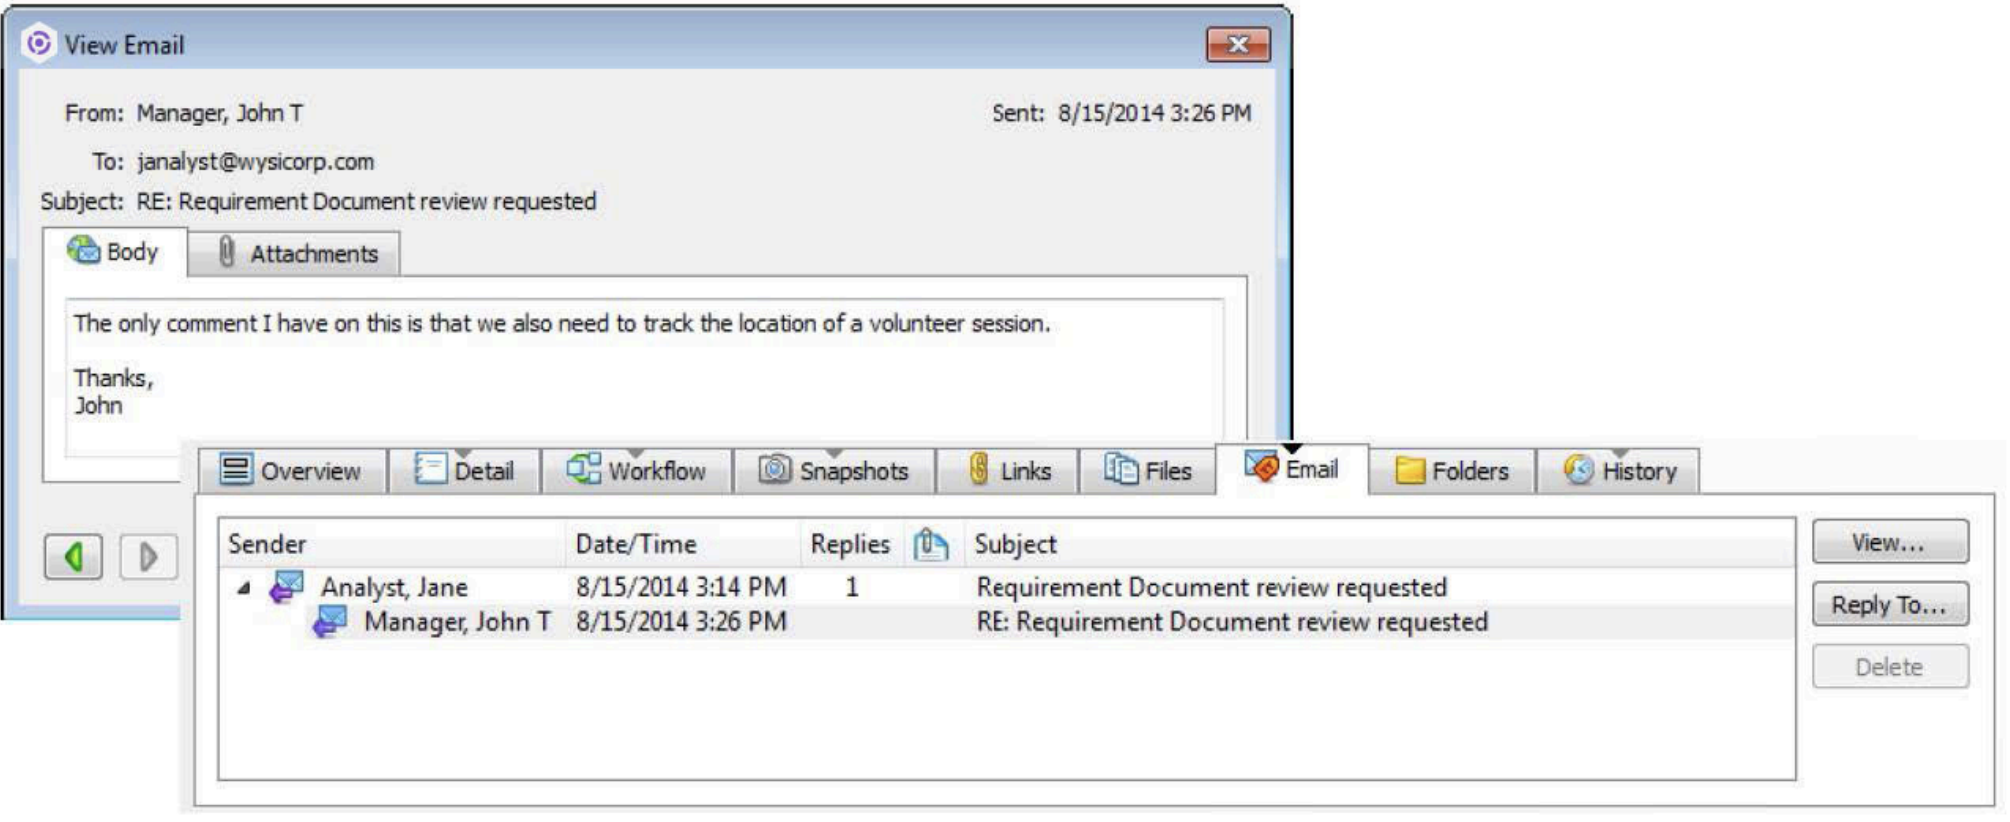 View Email
From: Manager, John T
Sent: 8/15/2014 3:26 PM
To: janalyst@wysicorp.com
Subject: RE: Requirement Document review requested
Body
Attachments
The only comment I have on this is that we also need to track the location of a volunteer session.
Thanks,
John
Overview Detail Workflow Snapshots Links Files Email Folders History
Sender Date/Time Replies Subject
Analyst, Jane 8/15/2014 3:14 PM 1 Requirement Document review requested
Manager, John T 8/15/2014 3:26 PM RE: Requirement Document review requested
View...
Reply To...
Delete